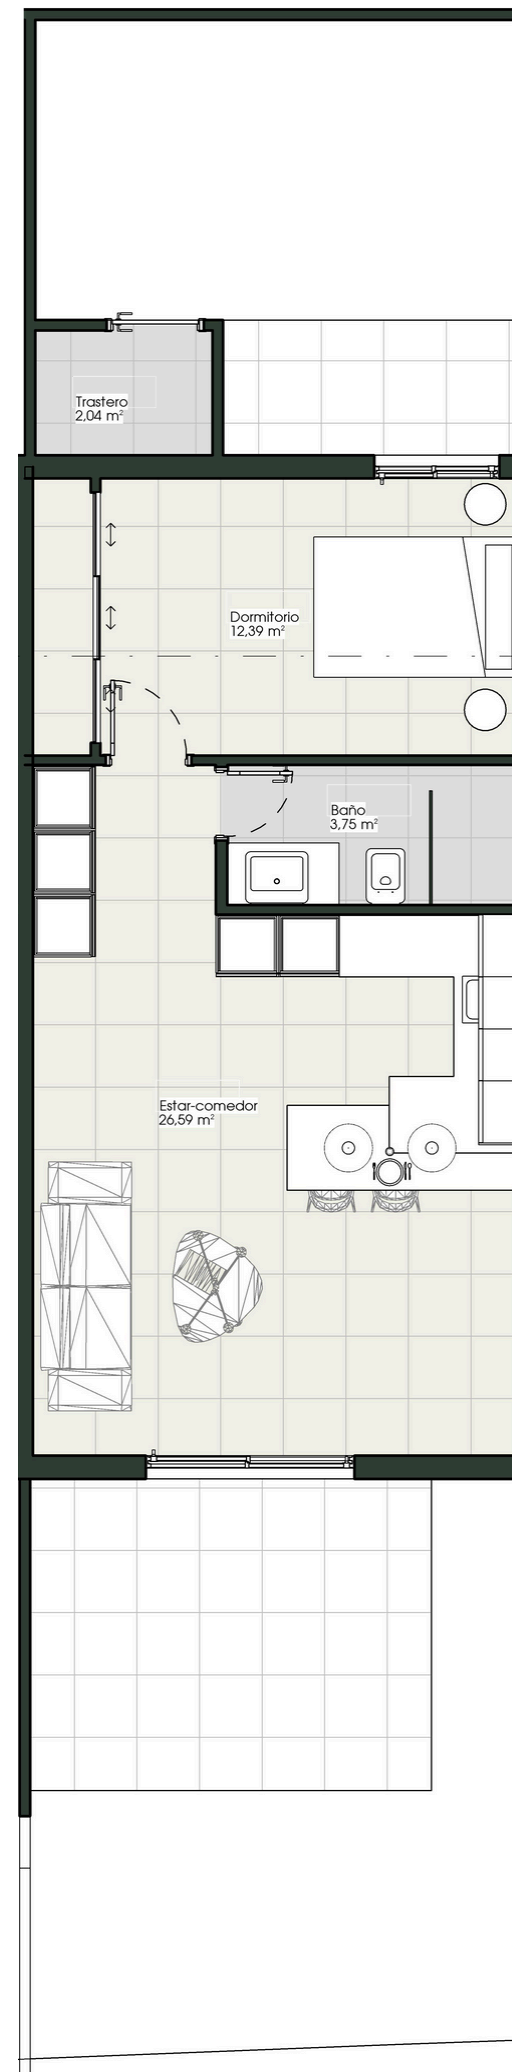 Trastero
2,04 m²
Dormitorio
12,39 m²
Baño
3,75 m²
Estar-comedor
26,59 m²